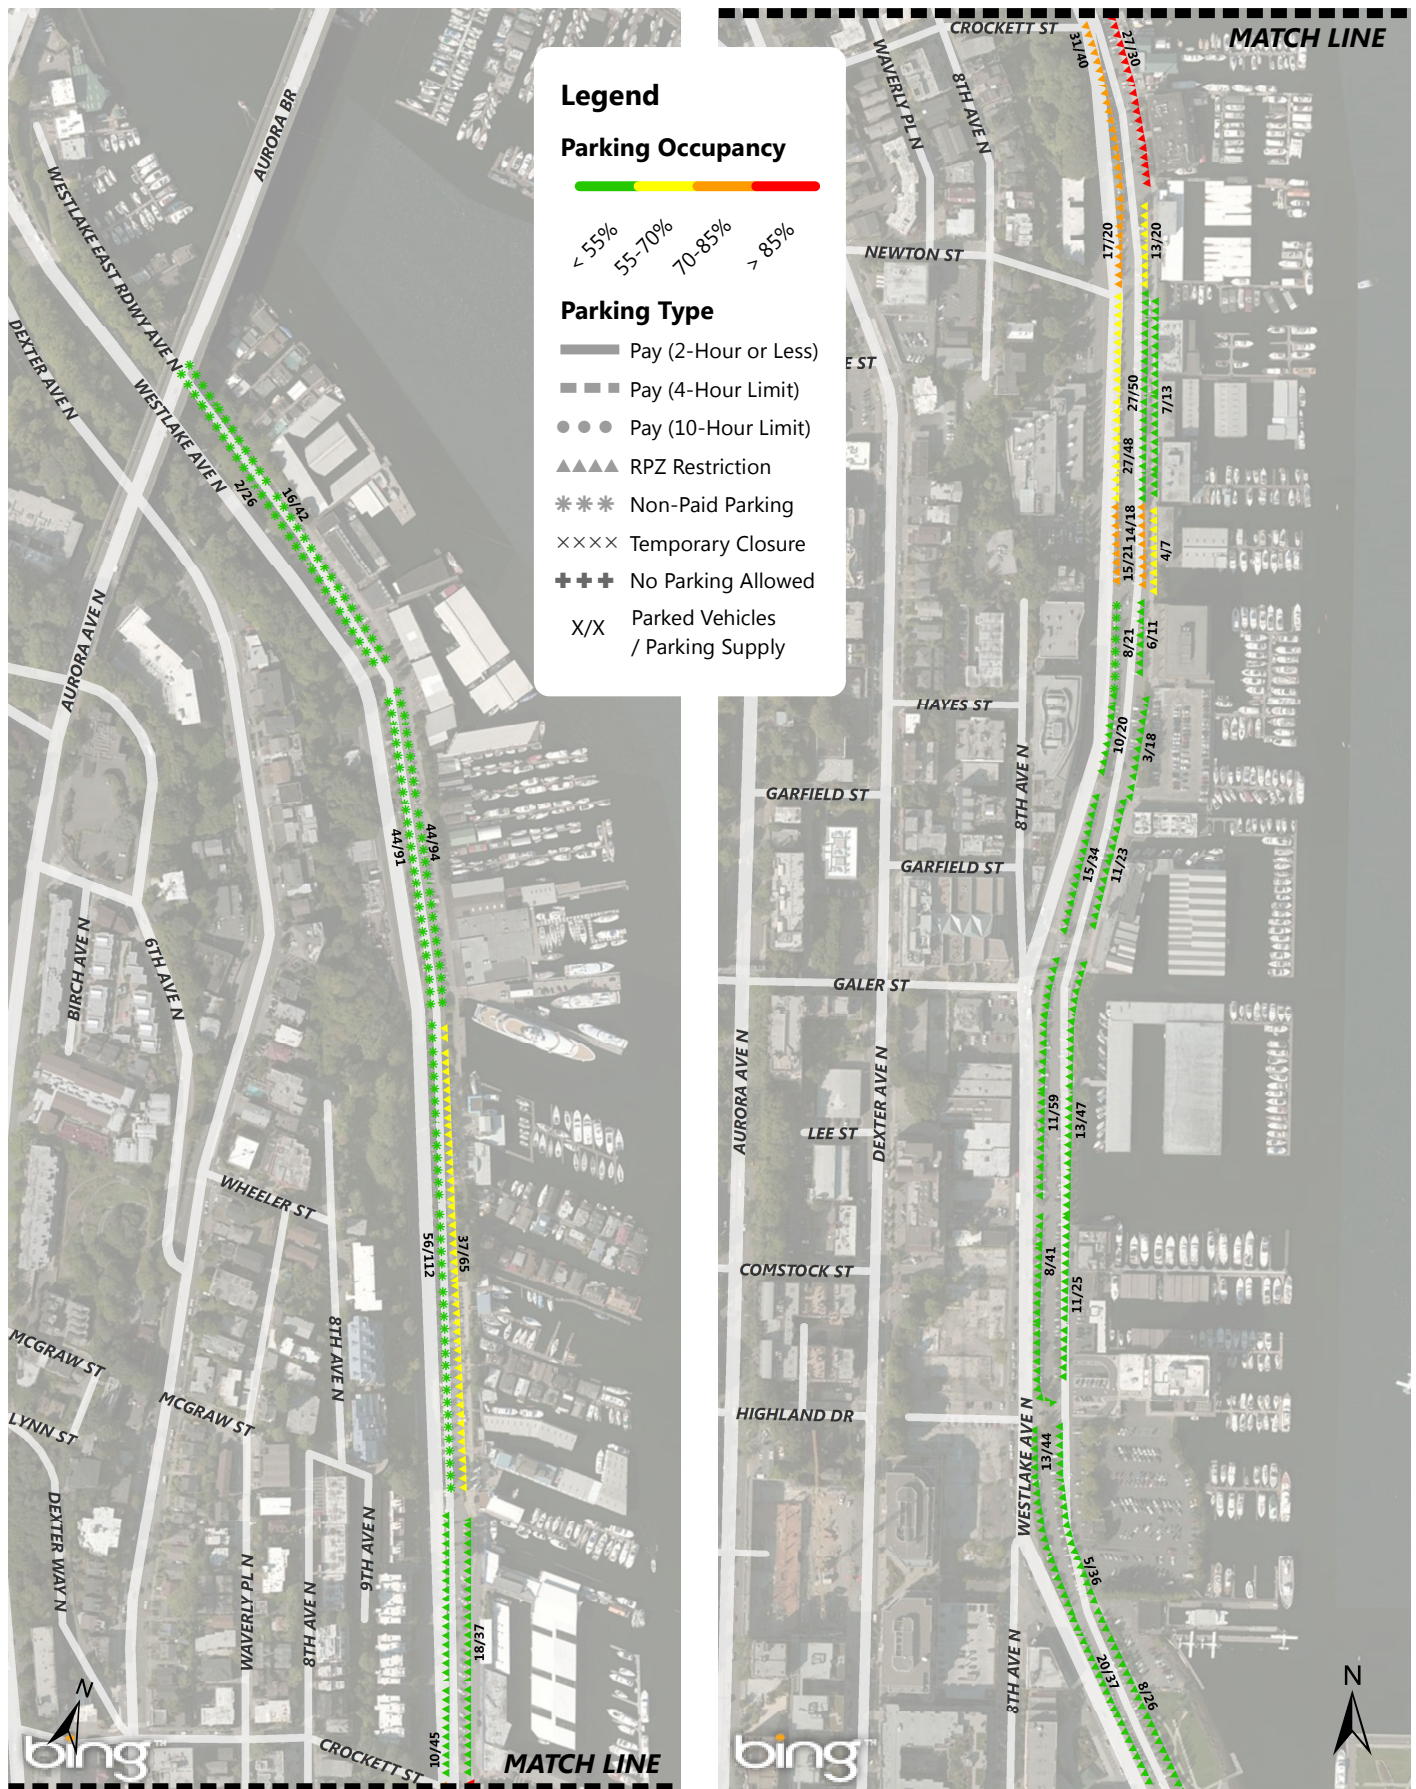 Legend
Parking Occupancy
< 55%
55-70%
70-85%
> 85%
Parking Type
Pay (2-Hour or Less)
Pay (4-Hour Limit)
Pay (10-Hour Limit)
RPZ Restriction
Non-Paid Parking
Temporary Closure
No Parking Allowed
X/X Parked Vehicles
/ Parking Supply
AURORA BR
WESTLAKE EAST RDWY AVE N
DEXTER AVE N
WESTLAKE AVE N
2/26
16/42
AURORA AVE N
44/91
44/94
BIRCH AVE N
6TH AVE N
WHEELER ST
56/112
37/65
8TH AVE N
MCGRAW ST
MCGRAW ST
LYNN ST
DEXTER WAY N
WAVERLY PL N
8TH AVE N
9TH AVE N
18/37
10/45
N
CROCKETT ST
MATCH LINE
bing™
MATCH LINE
CROCKETT ST
31/40
27/30
WAVERLY PL N
8TH AVE N
NEWTON ST
17/20
13/20
E ST
27/50
7/13
27/48
14/18
15/21
4/7
8/21
6/11
HAYES ST
10/20
3/18
8TH AVE N
GARFIELD ST
GARFIELD ST
15/34
11/23
GALER ST
AURORA AVE N
DEXTER AVE N
LEE ST
11/59
13/47
COMSTOCK ST
8/41
11/25
HIGHLAND DR
WESTLAKE AVE N
13/44
5/36
8TH AVE N
20/37
8/26
N
bing™